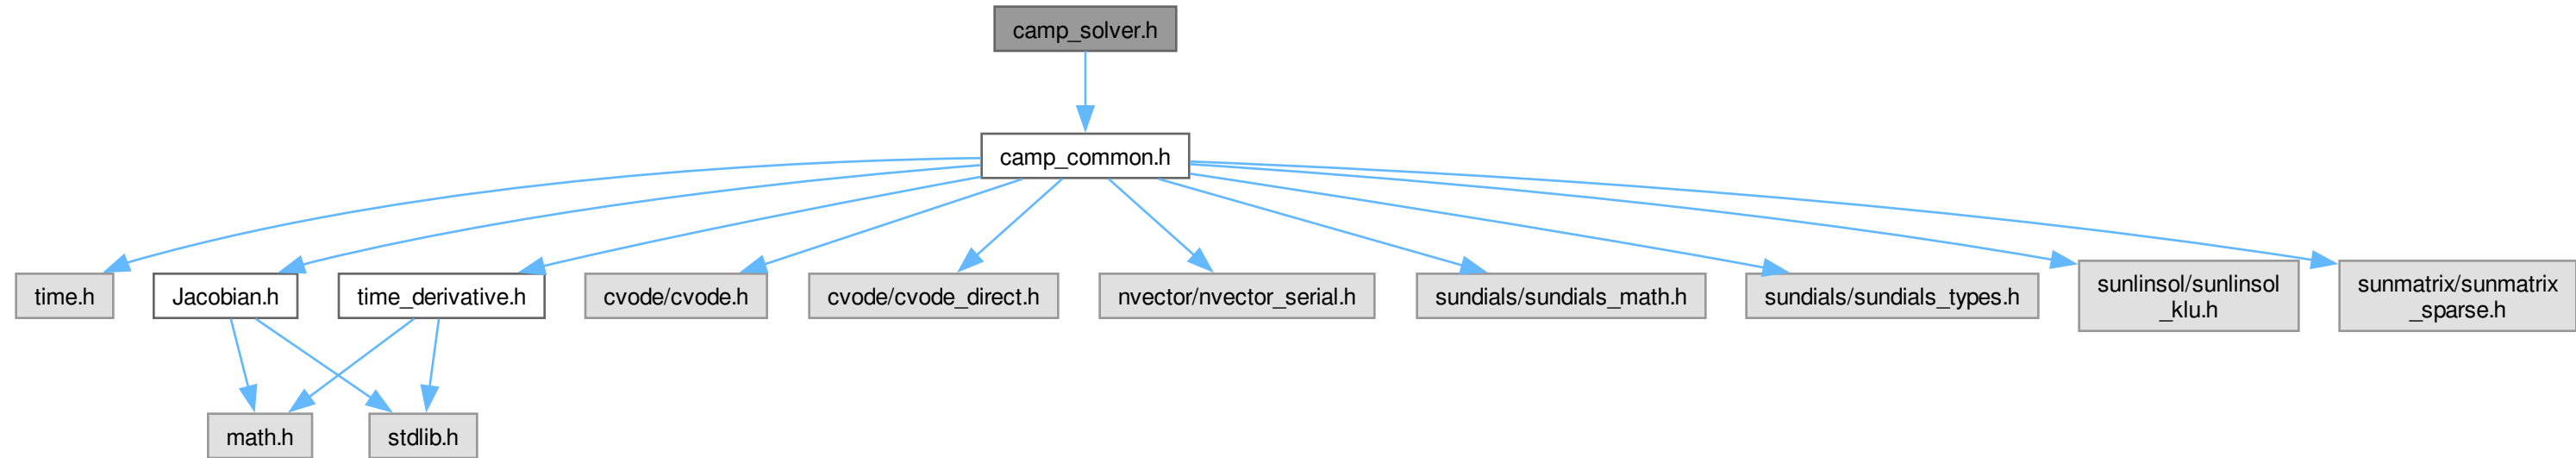 camp_solver.h
camp_common.h
time.h
Jacobian.h
time_derivative.h
cvode/cvode.h
cvode/cvode_direct.h
nvector/nvector_serial.h
sundials/sundials_math.h
sundials/sundials_types.h
sunlinsol/sunlinsol
_klu.h
sunmatrix/sunmatrix
_sparse.h
math.h
stdlib.h